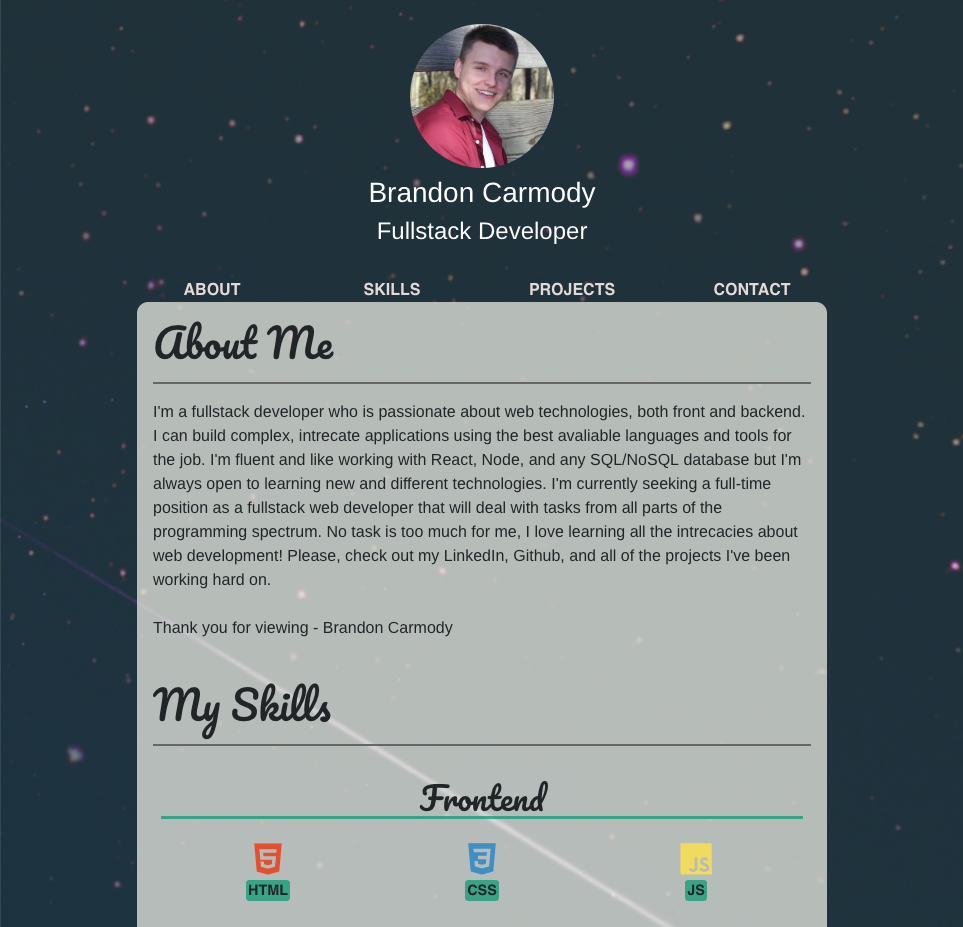 Brandon Carmody
Fullstack Developer
ABOUT SKILLS PROJECTS CONTACT
About Me
I'm a fullstack developer who is passionate about web technologies, both front and backend.
I can build complex, intrecate applications using the best avaliable languages and tools for
the job. I'm fluent and like working with React, Node, and any SQL/NoSQL database but I'm
always open to learning new and different technologies. I'm currently seeking a full-time
position as a fullstack web developer that will deal with tasks from all parts of the
programming spectrum. No task is too much for me, I love learning all the intrecacies about
web development! Please, check out my LinkedIn, Github, and all of the projects I've been
working hard on.
Thank you for viewing - Brandon Carmody
My Skills
Frontend
5 3 JS
HTML CSS JS